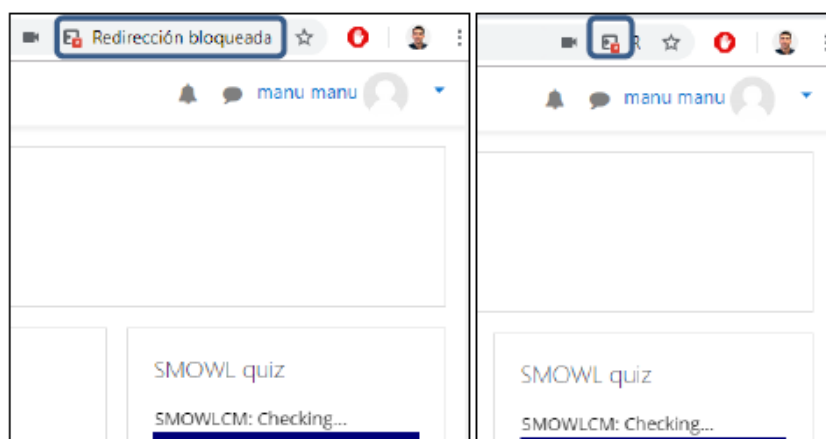 Redirección bloqueada
manu manu
SMOWL quiz
SMOWLCM: Checking...
R
manu manu
SMOWL quiz
SMOWLCM: Checking...